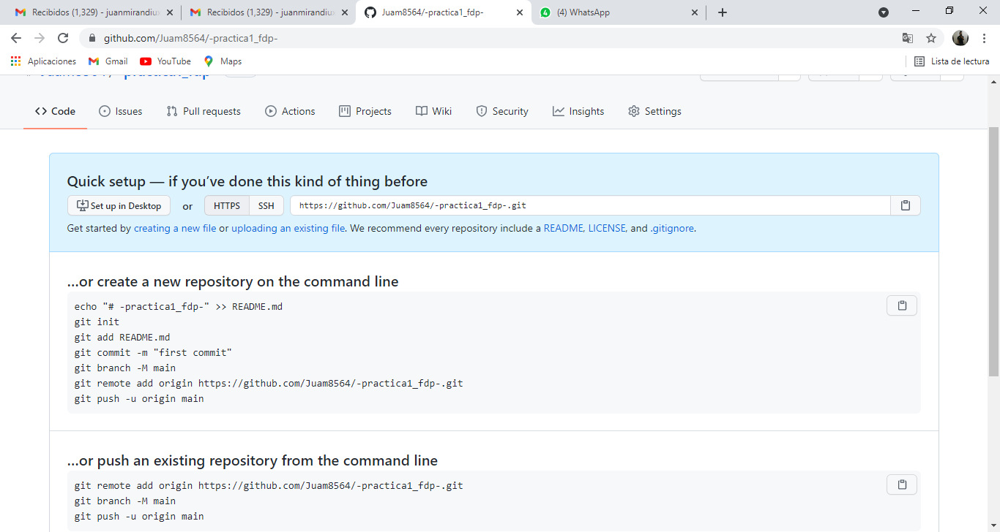 Recibidos (1,329) - juanmirandiu
Recibidos (1,329) - juanmirandiu
Juam8564/-practica1_fdp-
4
(4) WhatsApp
github.com/Juam8564/-practica1_fdp-
Aplicaciones
Gmail
YouTube
Maps
Lista de lectura
<> Code
Issues
Pull requests
Actions
Projects
Wiki
Security
Insights
Settings
Quick setup — if you've done this kind of thing before
Set up in Desktop
or
HTTPS
SSH
https://github.com/Juam8564/-practica1_fdp-.git
Get started by creating a new file or uploading an existing file. We recommend every repository include a README, LICENSE, and .gitignore.
…or create a new repository on the command line
echo "# -practica1_fdp-" >> README.md
git init
git add README.md
git commit -m "first commit"
git branch -M main
git remote add origin https://github.com/Juam8564/-practica1_fdp-.git
git push -u origin main
…or push an existing repository from the command line
git remote add origin https://github.com/Juam8564/-practica1_fdp-.git
git branch -M main
git push -u origin main